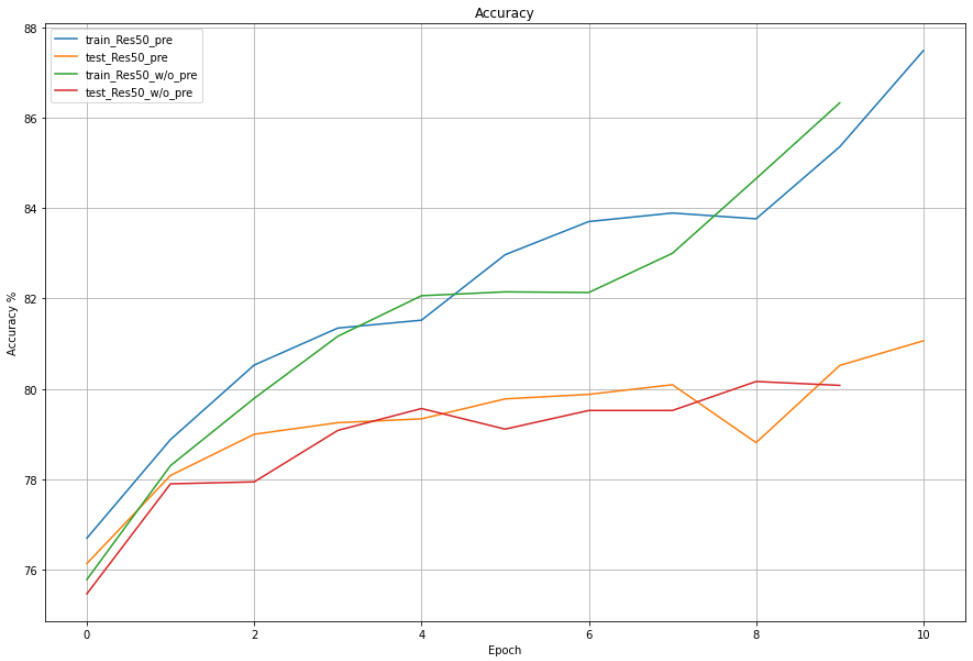 Accuracy
train_Res50_pre
test_Res50_pre
train_Res50_w/o_pre
test_Res50_w/o_pre
88
86
84
82
80
78
76
Accuracy %
0 2 4 6 8 10
Epoch